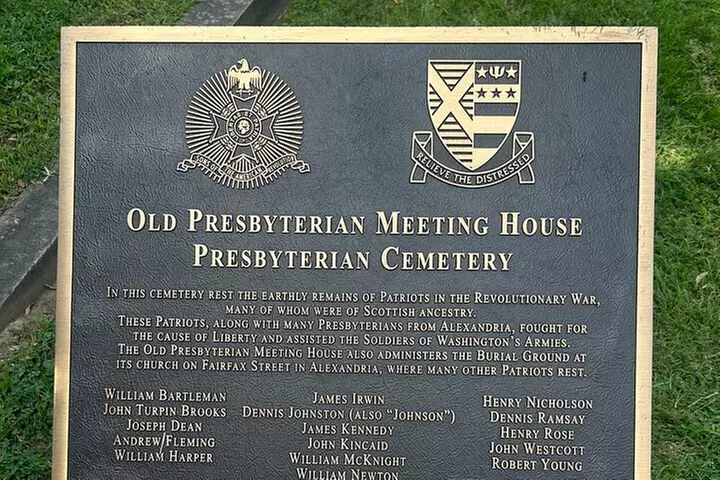 SONS OF THE AMERICAN REVOLUTION
RELIEVE THE DISTRESSED
OLD PRESBYTERIAN MEETING HOUSE
PRESBYTERIAN CEMETERY
IN THIS CEMETERY REST THE EARTHLY REMAINS OF PATRIOTS IN THE REVOLUTIONARY WAR,
MANY OF WHOM WERE OF SCOTTISH ANCESTRY.
THESE PATRIOTS, ALONG WITH MANY PRESBYTERIANS FROM ALEXANDRIA, FOUGHT FOR
THE CAUSE OF LIBERTY AND ASSISTED THE SOLDIERS OF WASHINGTON'S ARMIES.
THE OLD PRESBYTERIAN MEETING HOUSE ALSO ADMINISTERS THE BURIAL GROUND AT
ITS CHURCH ON FAIRFAX STREET IN ALEXANDRIA, WHERE MANY OTHER PATRIOTS REST.
WILLIAM BARTLEMAN
JOHN TURPIN BROOKS
JOSEPH DEAN
ANDREW FLEMING
WILLIAM HARPER
JAMES IRWIN
DENNIS JOHNSTON (ALSO "JOHNSON")
JAMES KENNEDY
JOHN KINCAID
WILLIAM MCKNIGHT
WILLIAM NEWTON
HENRY NICHOLSON
DENNIS RAMSAY
HENRY ROSE
JOHN WESTCOTT
ROBERT YOUNG